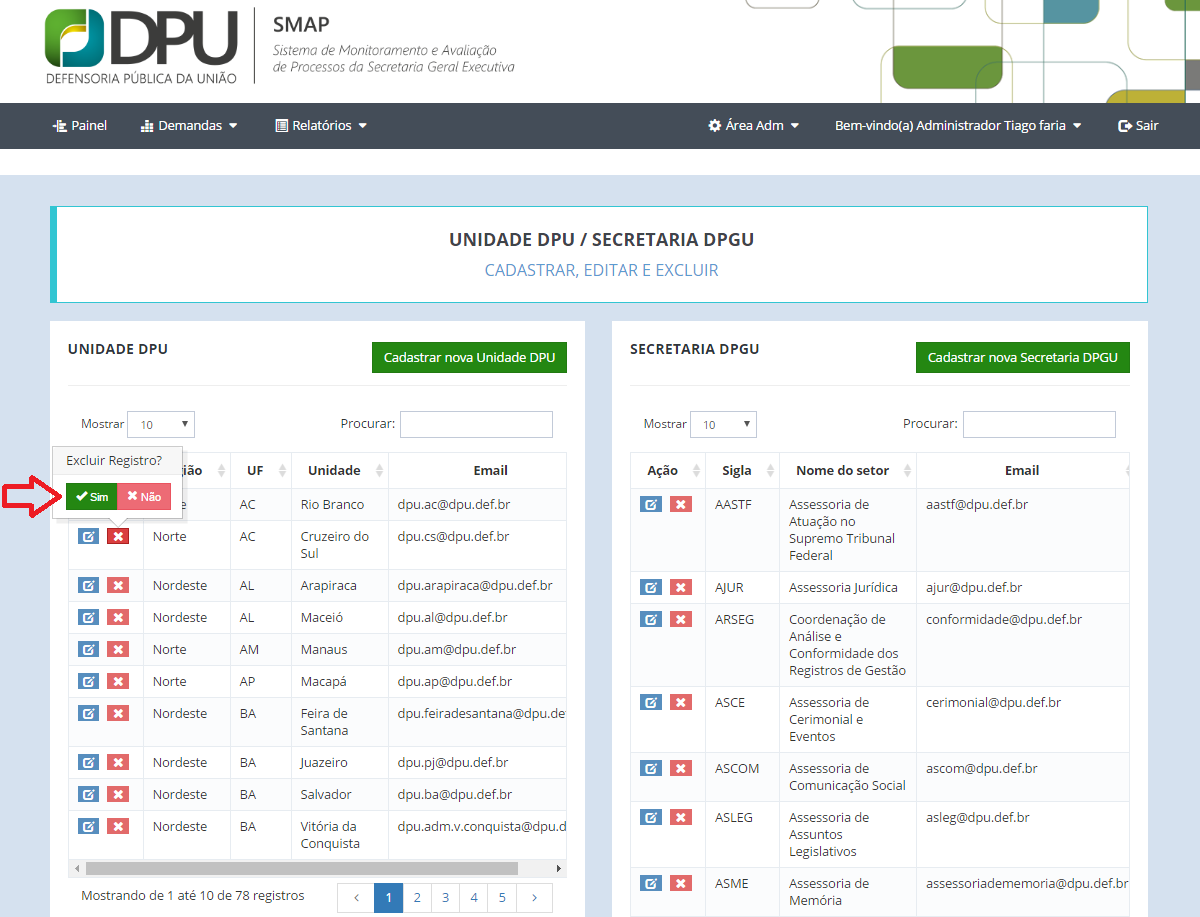 DPU
DEFENSORIA PÚBLICA DA UNIÃO
SMAP
Sistema de Monitoramento e Avaliação
de Processos da Secretaria Geral Executiva
Painel
Demandas
Relatórios
Área Adm
Bem-vindo(a) Administrador Tiago faria
Sair
UNIDADE DPU / SECRETARIA DPGU
CADASTRAR, EDITAR E EXCLUIR
UNIDADE DPU
Cadastrar nova Unidade DPU
Mostrar 10
Procurar:
Excluir Registro?
Sim Não
ião UF Unidade Email
e AC Rio Branco dpu.ac@dpu.def.br
Norte AC Cruzeiro do dpu.cs@dpu.def.br
Sul
Nordeste AL Arapiraca dpu.arapiraca@dpu.def.br
Nordeste AL Maceió dpu.al@dpu.def.br
Norte AM Manaus dpu.am@dpu.def.br
Norte AP Macapá dpu.ap@dpu.def.br
Nordeste BA Feira de dpu.feiradesantana@dpu.de
Santana
Nordeste BA Juazeiro dpu.pj@dpu.def.br
Nordeste BA Salvador dpu.ba@dpu.def.br
Nordeste BA Vitória da dpu.adm.v.conquista@dpu.d
Conquista
Mostrando de 1 até 10 de 78 registros
< 1 2 3 4 5 >
SECRETARIA DPGU
Cadastrar nova Secretaria DPGU
Mostrar 10
Procurar:
Ação Sigla Nome do setor Email
AASTF Assessoria de aastf@dpu.def.br
Atuação no
Supremo Tribunal
Federal
AJUR Assessoria Jurídica ajur@dpu.def.br
ARSEG Coordenação de conformidade@dpu.def.br
Análise e
Conformidade dos
Registros de Gestão
ASCE Assessoria de cerimonial@dpu.def.br
Cerimonial e
Eventos
ASCOM Assessoria de ascom@dpu.def.br
Comunicação Social
ASLEG Assessoria de asleg@dpu.def.br
Assuntos
Legislativos
ASME Assessoria de assessoriadememoria@dpu.def.br
Memória